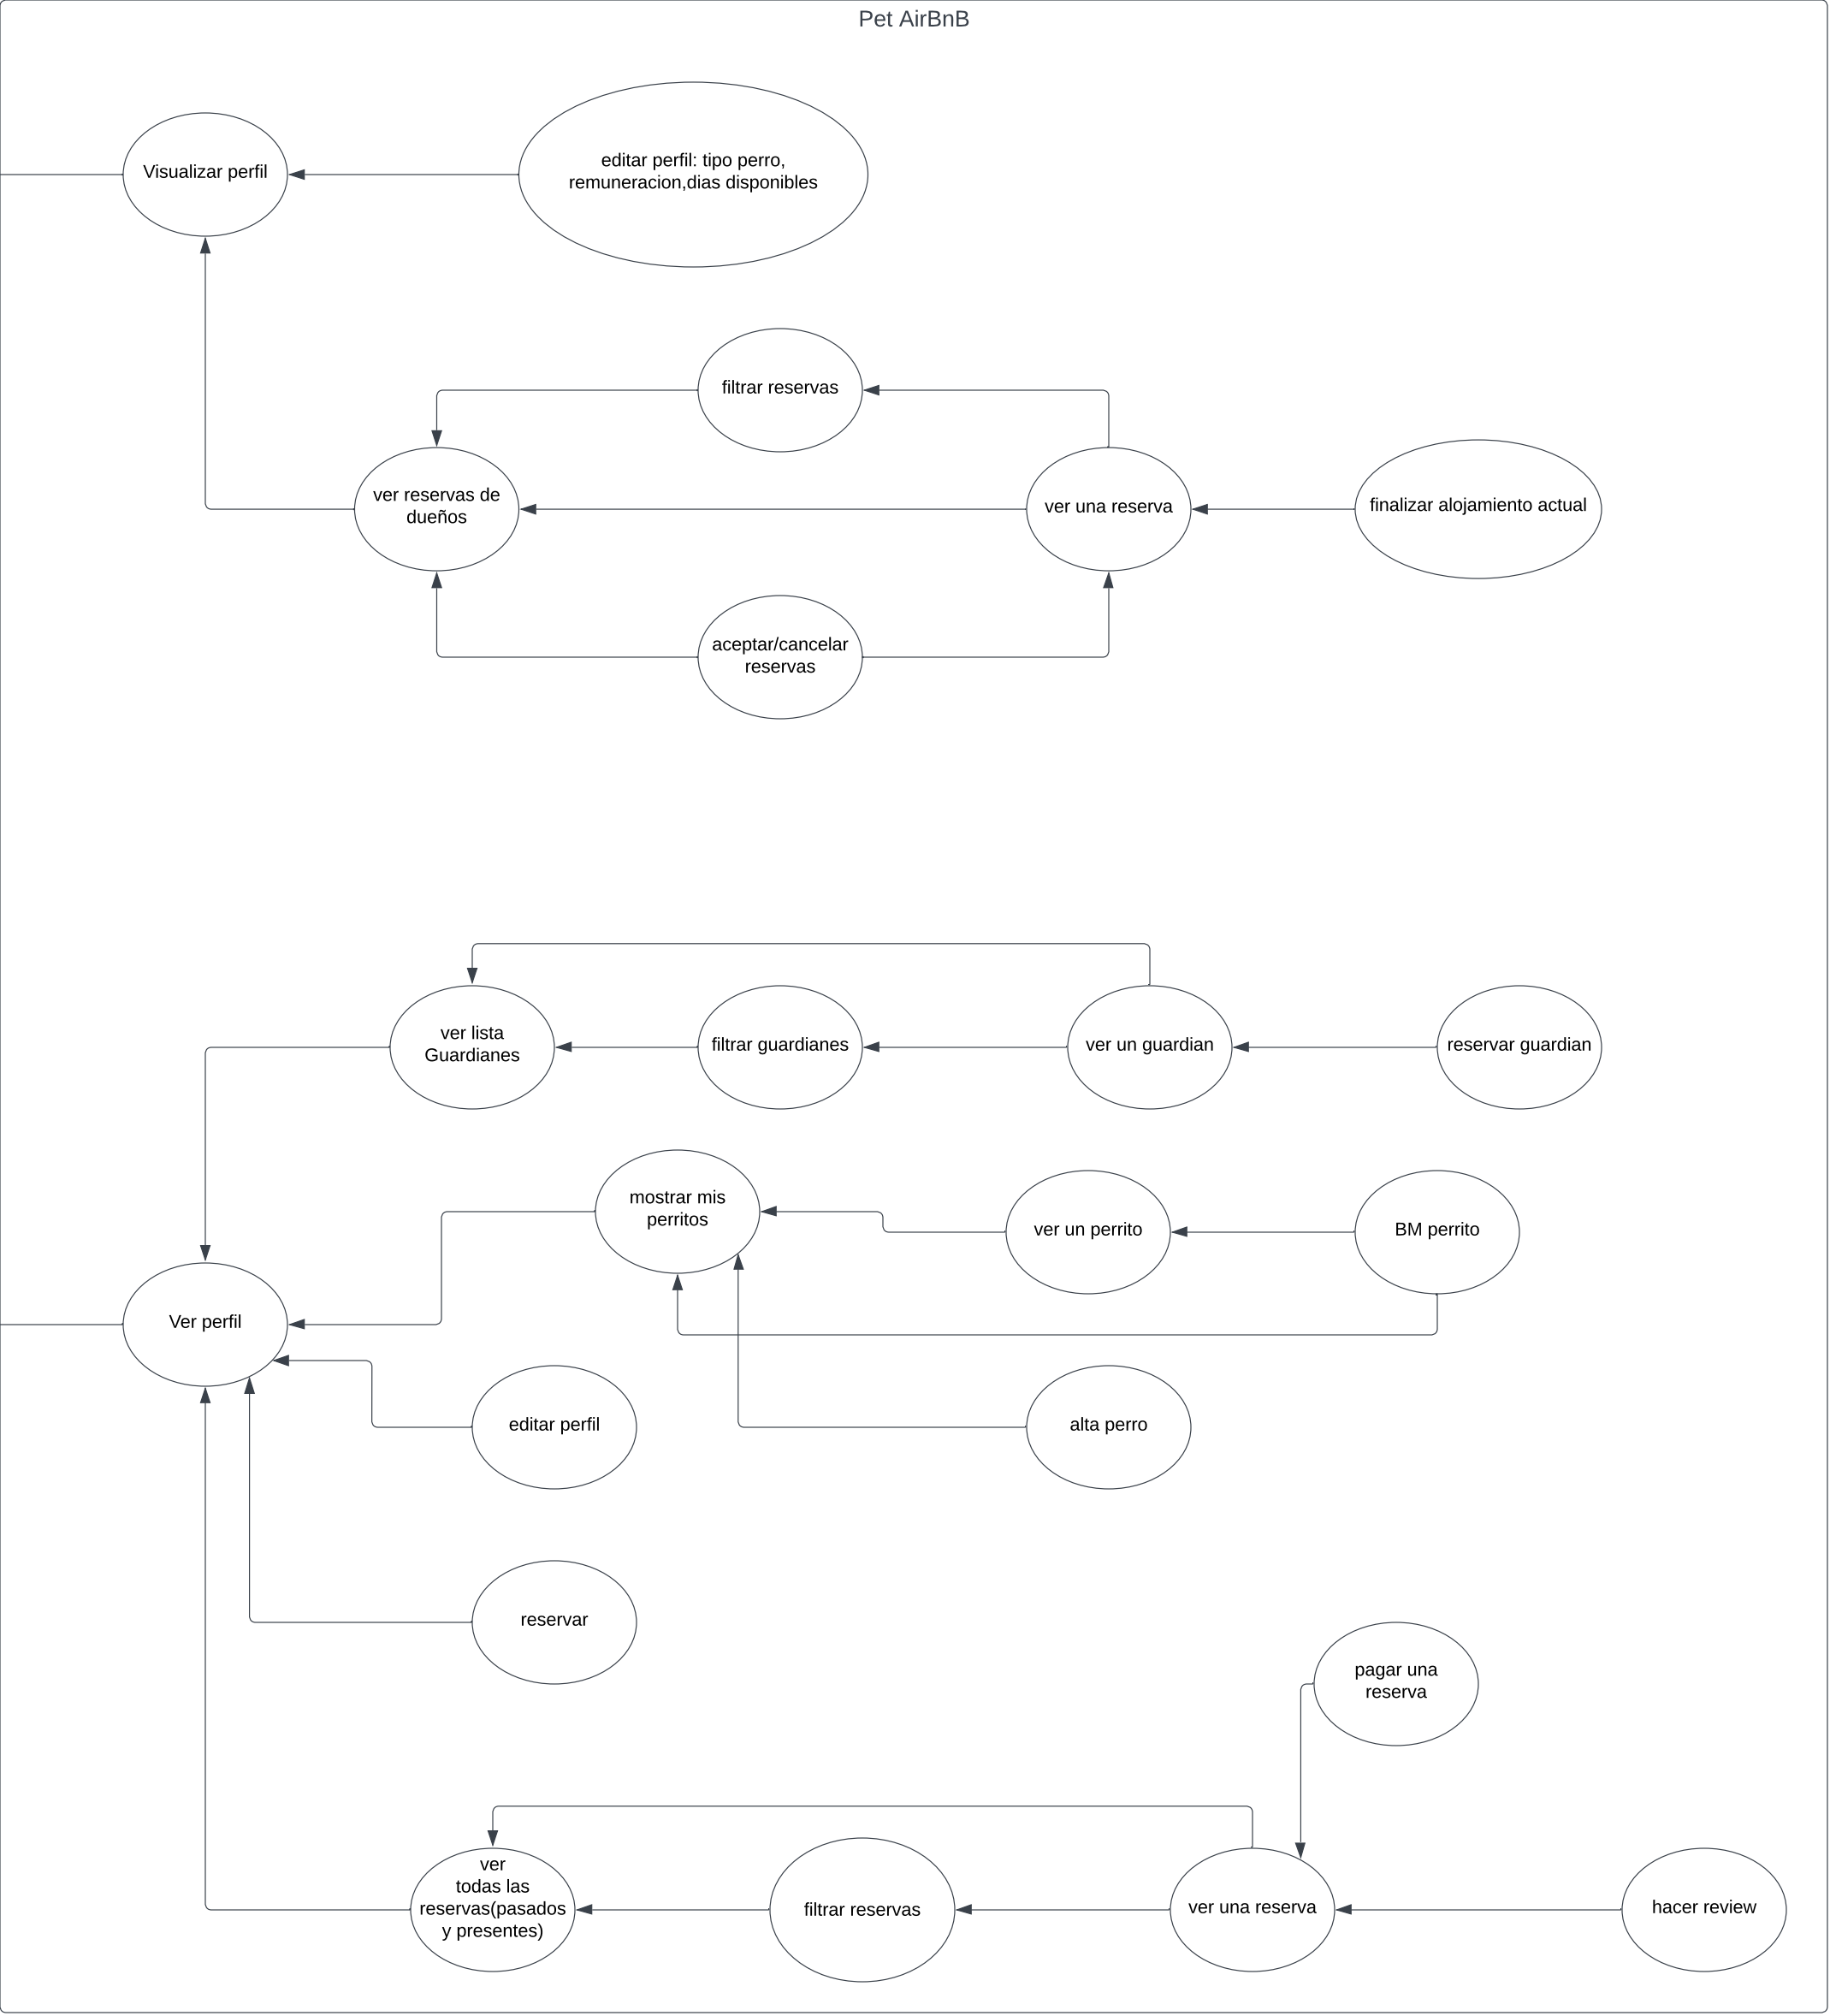 Pet AirBnB
Visualizar perfil
editar perfil: tipo perro,
remuneracion,dias disponibles
filtrar reservas
ver reservas de
dueños
ver una reserva
finalizar alojamiento actual
aceptar/cancelar
reservas
ver lista
Guardianes
filtrar guardianes
ver un guardian
reservar guardian
mostrar mis
perritos
ver un perrito
BM perrito
Ver perfil
editar perfil
alta perro
reservar
pagar una
reserva
ver
todas las
reservas(pasados
y presentes)
filtrar reservas
ver una reserva
hacer review